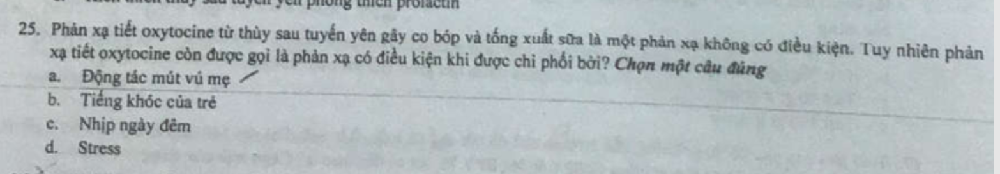 sau tuyến yên phóng thích prolactin
25. Phản xạ tiết oxytocine từ thùy sau tuyến yên gây co bóp và tống xuất sữa là một phản xạ không có điều kiện. Tuy nhiên phản
xạ tiết oxytocine còn được gọi là phản xạ có điều kiện khi được chi phối bởi? Chọn một câu đúng
a. Động tác mút vú mẹ
b. Tiếng khóc của trẻ
c. Nhịp ngày đêm
d. Stress